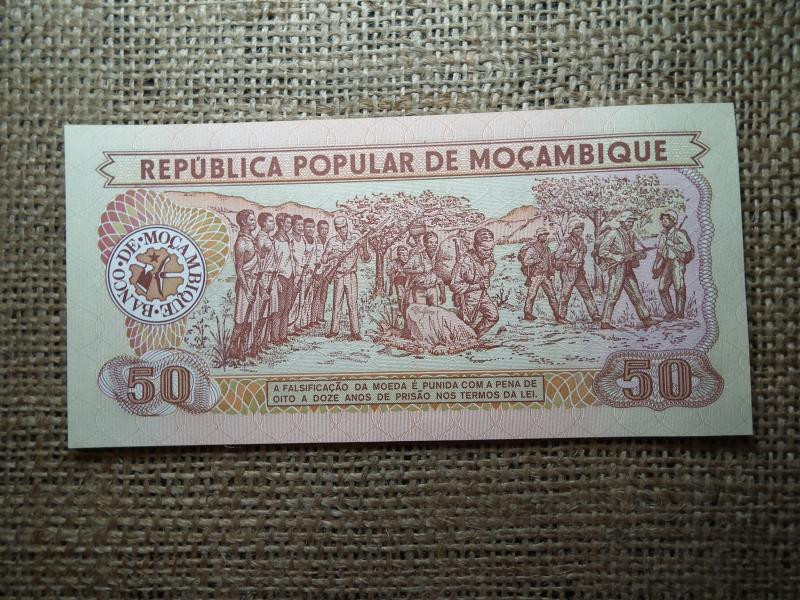 REPÚBLICA POPULAR DE MOÇAMBIQUE
BANCO·DE·MOÇAMBIQUE·
50
A FALSIFICAÇÃO DA MOEDA É PUNIDA COM A PENA DE
OITO A DOZE ANOS DE PRISÃO NOS TERMOS DA LEI.
50